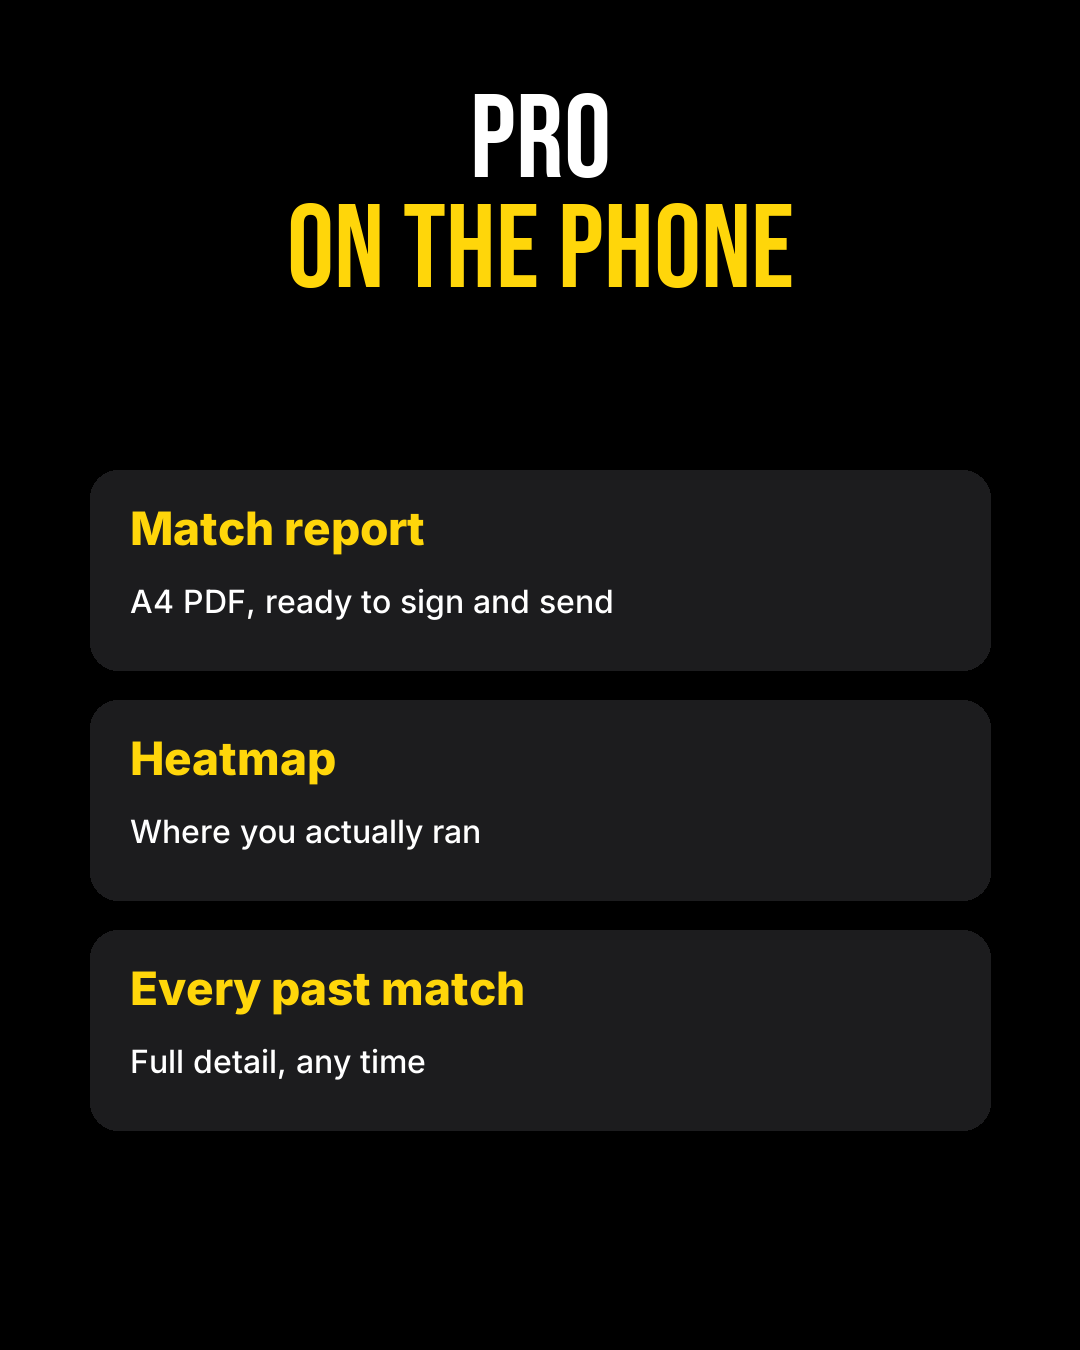 PRO
ON THE PHONE
Match report
A4 PDF, ready to sign and send
Heatmap
Where you actually ran
Every past match
Full detail, any time